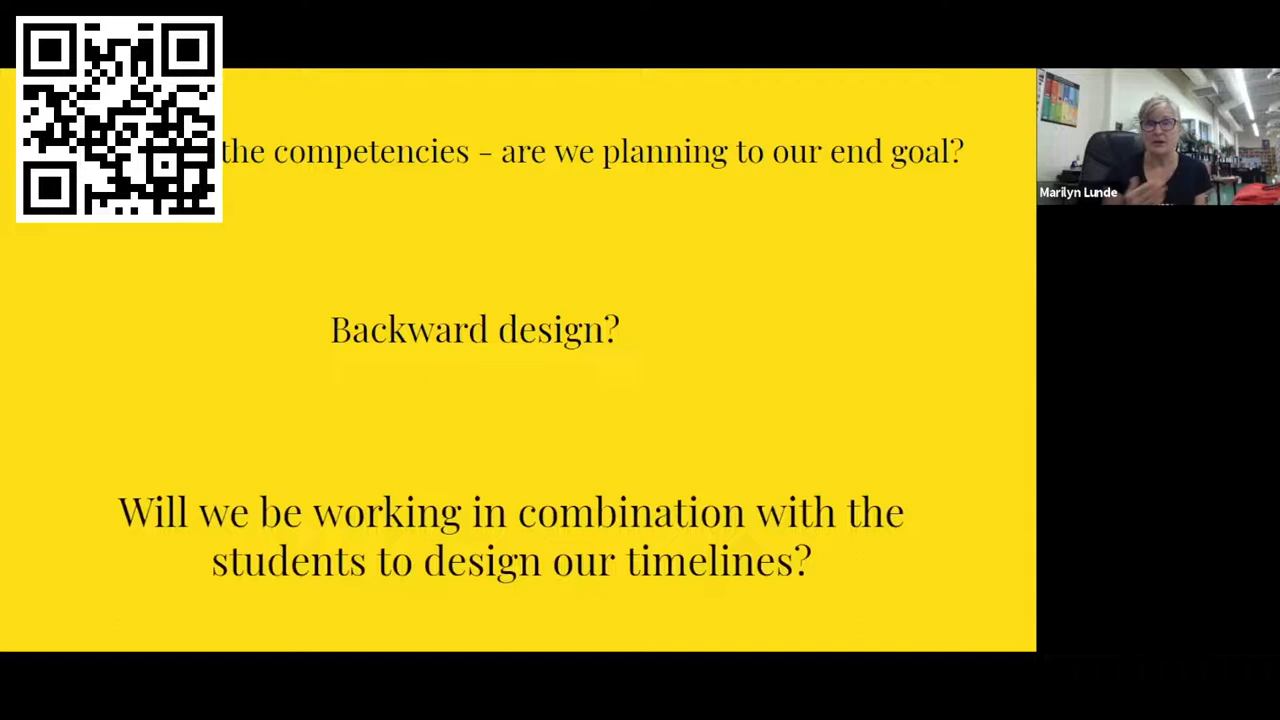 the competencies - are we planning to our end goal?
Marilyn Lunde
Backward design?
Will we be working in combination with the
students to design our timelines?